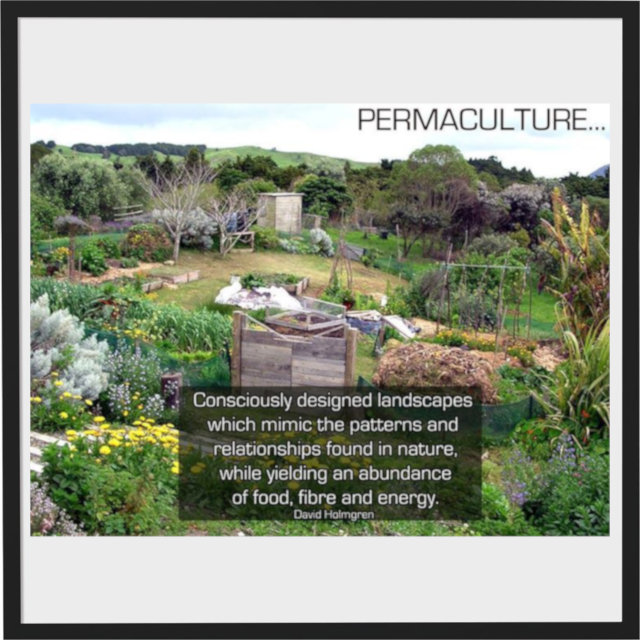 PERMACULTURE...
Consciously designed landscapes
which mimic the patterns and
relationships found in nature,
while yielding an abundance
of food, fibre and energy.
David Holmgren